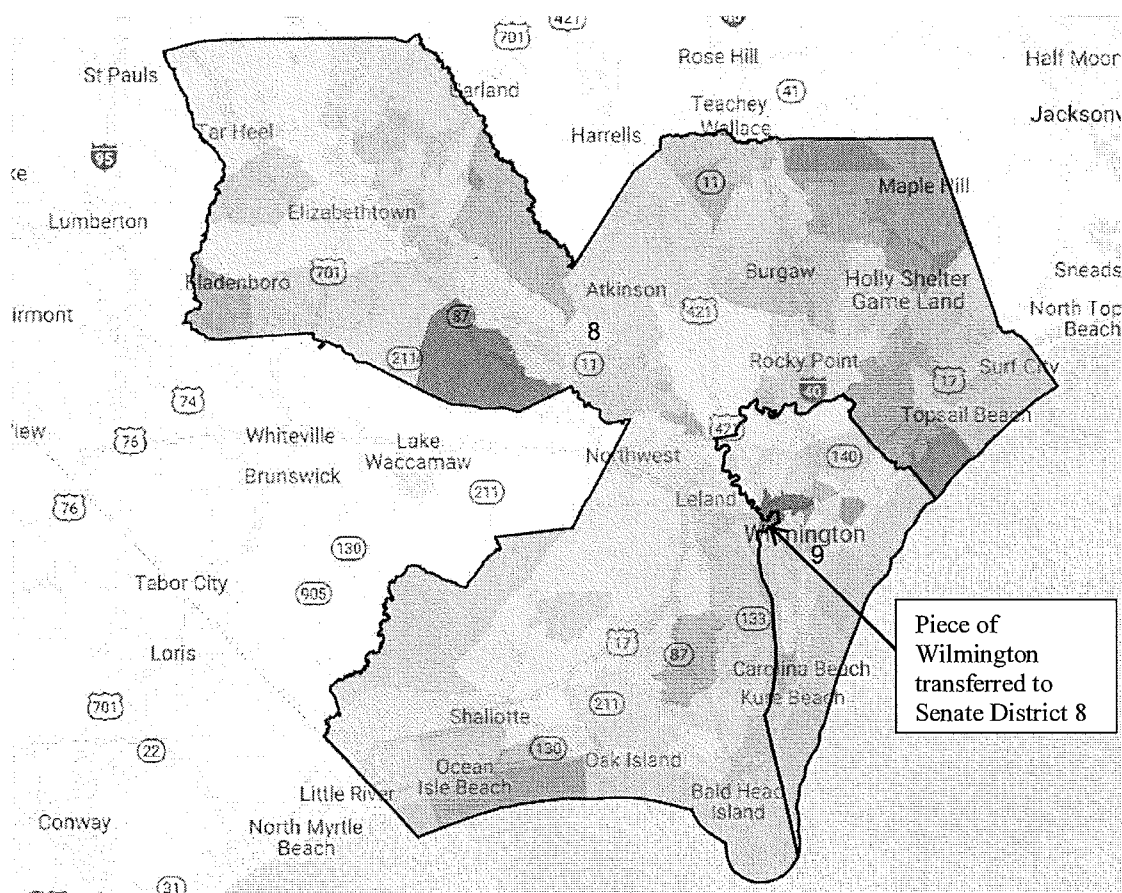 421
40
701
Rose Hill
Half Moon
St Pauls
Garland
41
Teachey
Wallace
Jacksonv
Tar Heel
Harrells
95
ke
11
Maple Hill
Lumberton
Elizabethtown
Bladenboro
701
Burgaw
Holly Shelter
Game Land
Sneads
Atkinson
421
irmont
87
8
North Top
Beach
211
11
Rocky Point
Surf City
17
74
40
Topsail Beach
view
76
Whiteville
Lake
Waccamaw
421
Northwest
140
Brunswick
211
Leland
76
Wilmington
9
130
Tabor City
905
133
Piece of
Wilmington
transferred to
Senate District 8
Loris
17
87
Carolina Beach
Kure Beach
701
211
Shallotte
22
130
Oak Island
Ocean
Isle Beach
Bald Head
Island
Little River
Conway
North Myrtle
Beach
31